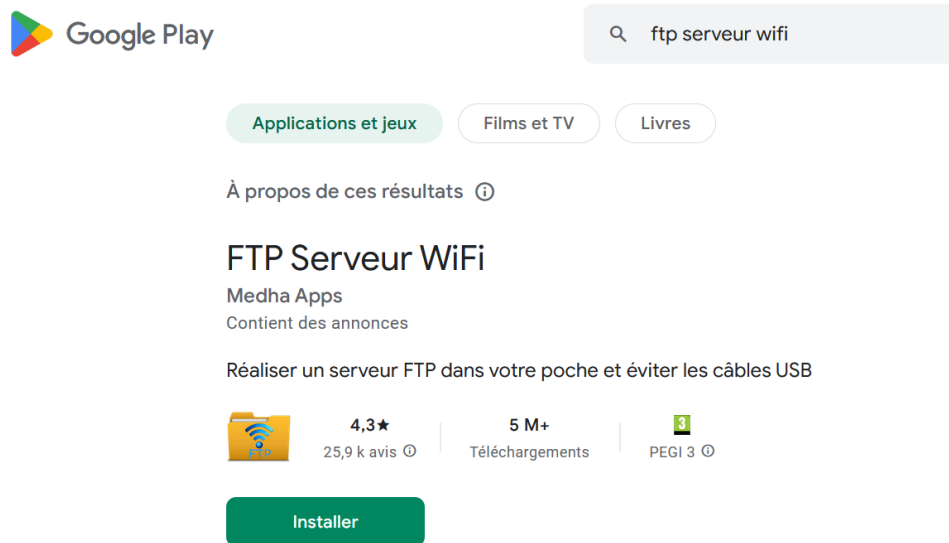 Google Play
ftp serveur wifi
Applications et jeux
Films et TV
Livres
À propos de ces résultats
FTP Serveur WiFi
Medha Apps
Contient des annonces
Réaliser un serveur FTP dans votre poche et éviter les câbles USB
FTP
4,3★
25,9 k avis
5 M+
Téléchargements
3
PEGI 3
Installer